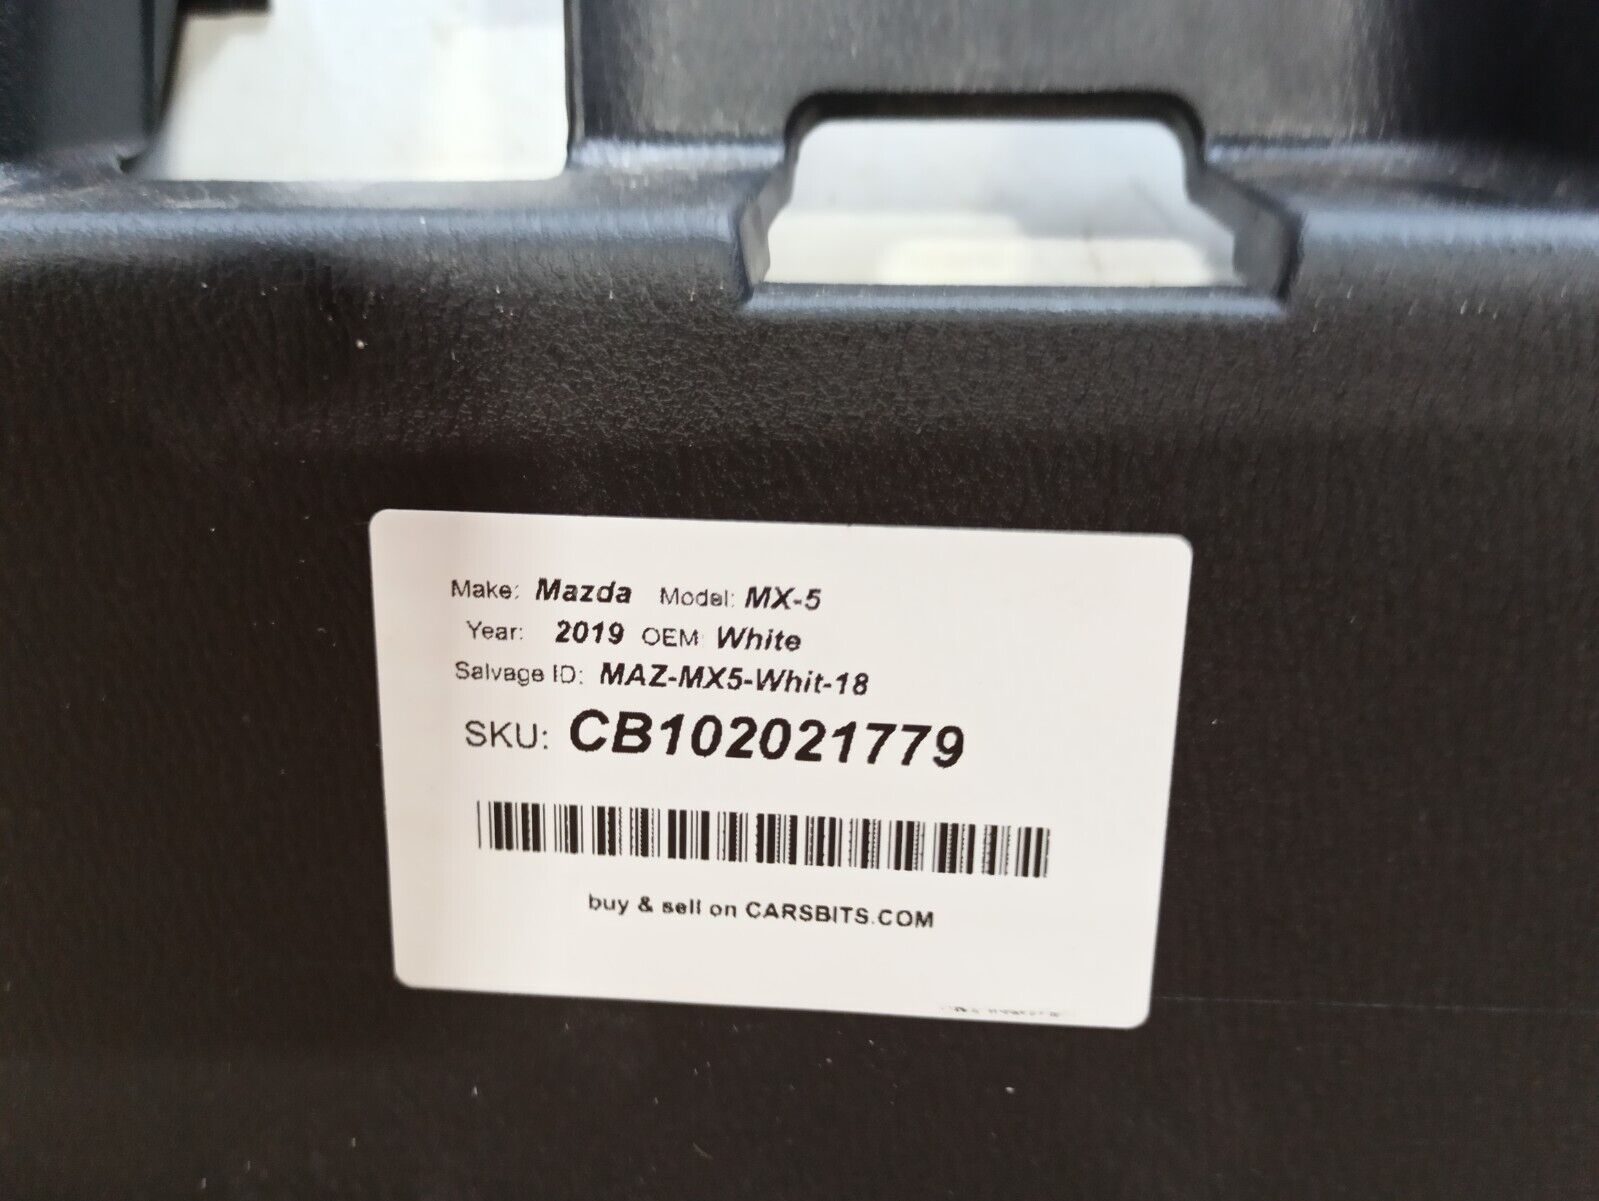 Make: Mazda Model: MX-5
Year: 2019 OEM: White
Salvage ID: MAZ-MX5-Whit-18
SKU: CB102021779
buy & sell on CARSBITS.COM